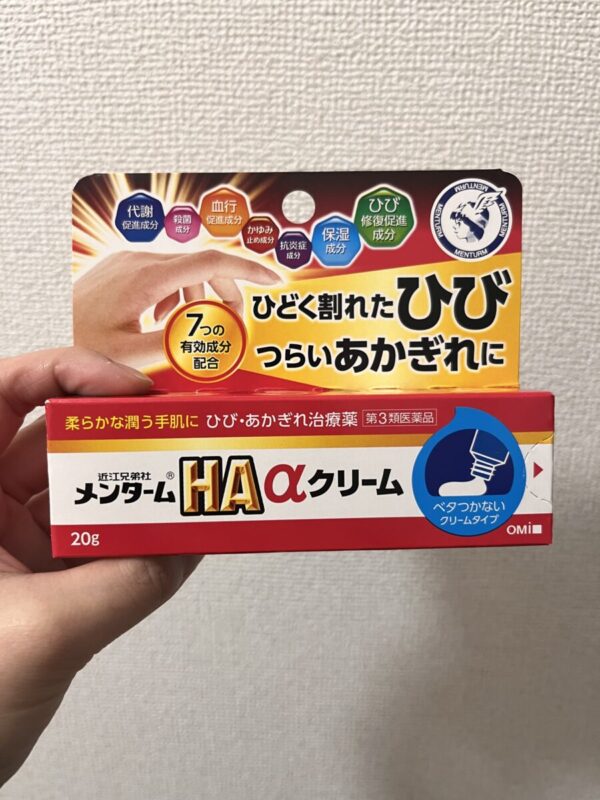 代謝
促進成分
殺菌
成分
血行
促進成分
かゆみ
止め成分
抗炎症
成分
保湿
成分
ひび
修復促進
成分
MENTURM
MENTURM
MENTURM
MENTURM
7つの
有効成分
配合
ひどく割れたひび
つらいあかぎれに
柔らかな潤う手肌に ひび・あかぎれ治療薬 第3類医薬品
近江兄弟社
メンターム® HAαクリーム
ベタつかない
クリームタイプ
20g
OMi